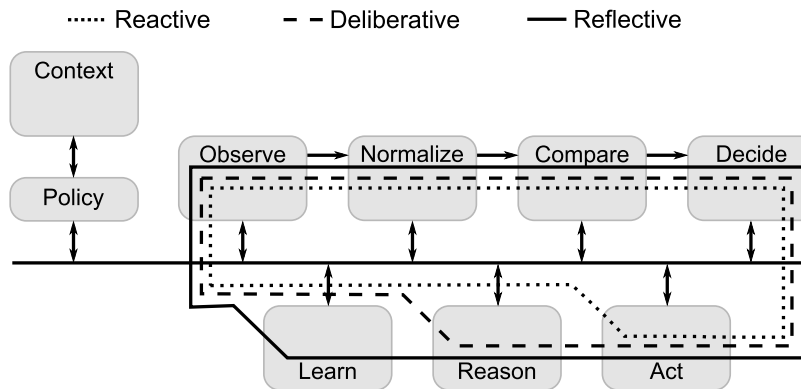 Reactive Deliberative Reflective
Context
Observe Normalize Compare Decide
Policy
Learn Reason Act